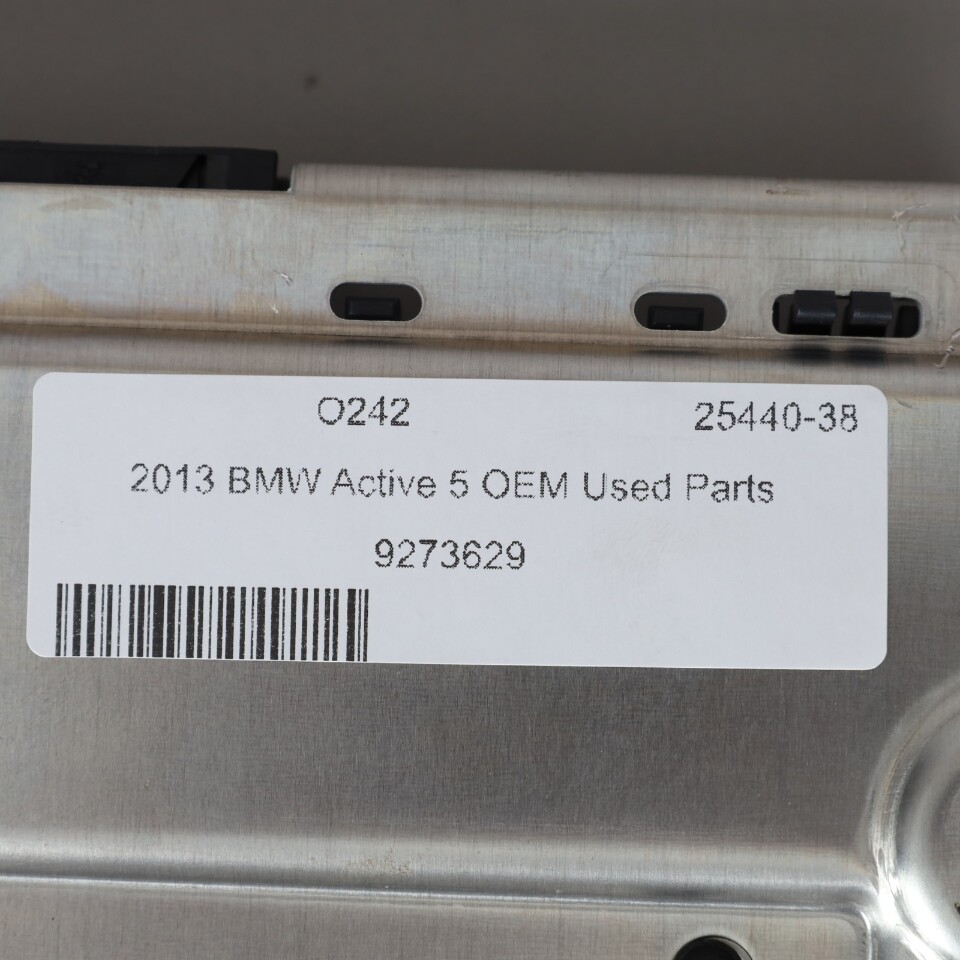 O242 25440-38
2013 BMW Active 5 OEM Used Parts
9273629